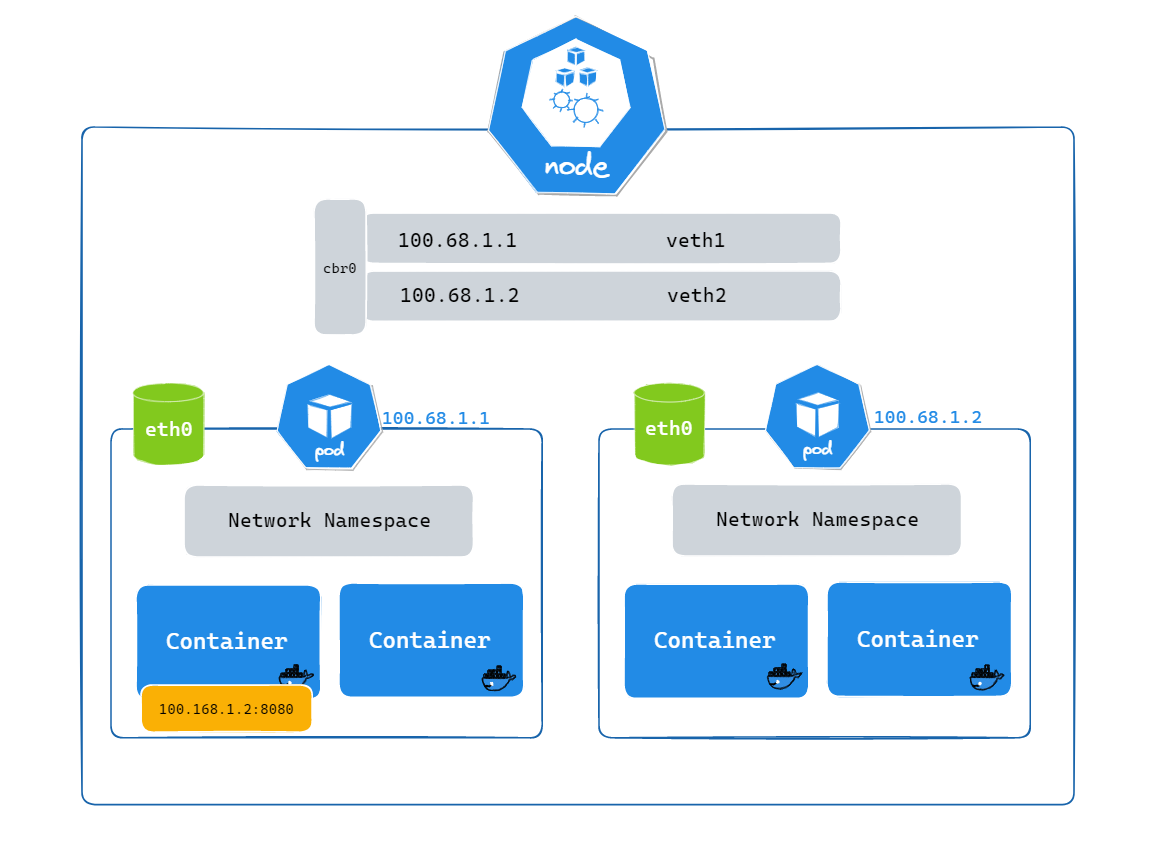 node
cbr0
100.68.1.1 veth1
100.68.1.2 veth2
eth0
pod
100.68.1.1
Network Namespace
Container
Container
100.168.1.2:8080
eth0
pod
100.68.1.2
Network Namespace
Container
Container